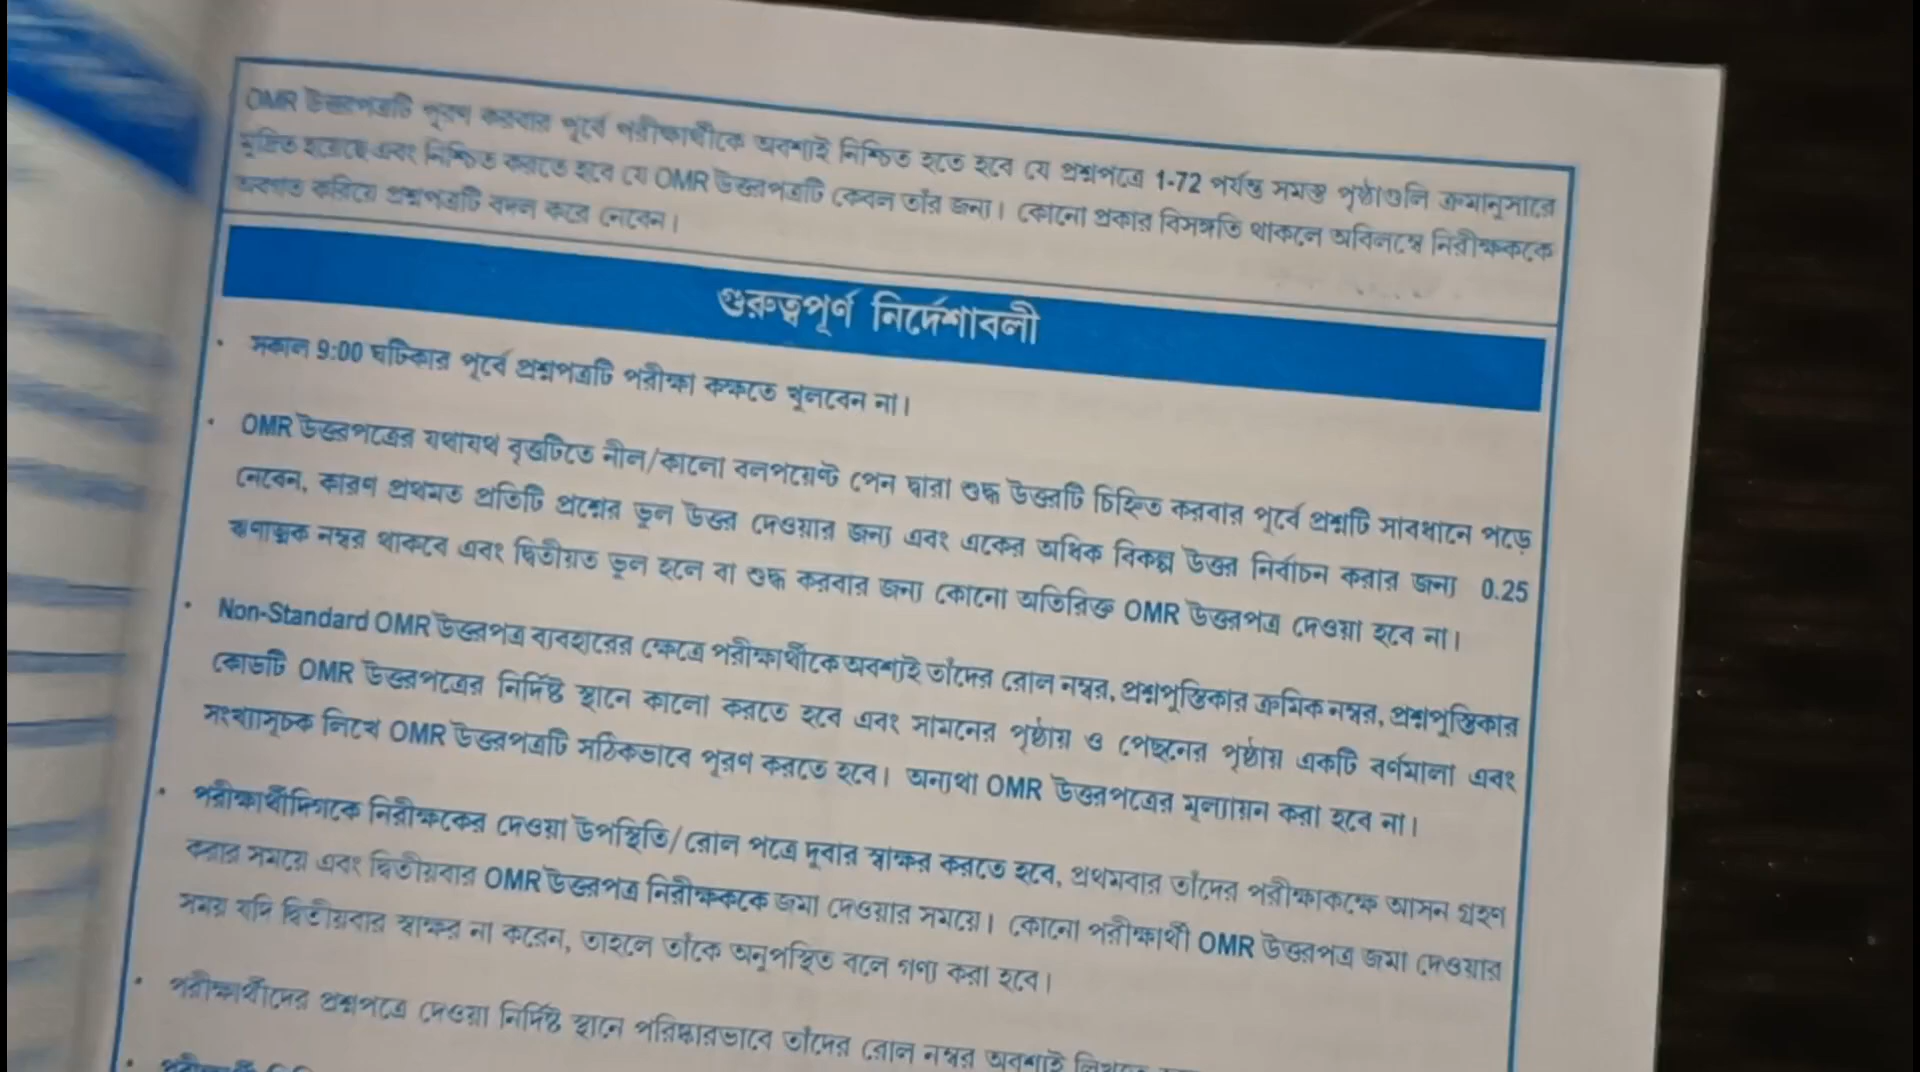 OMR উত্তরপত্রটি পূরণ করবার পূর্বে পরীক্ষার্থীকে অবশ্যই নিশ্চিত হতে হবে যে প্রশ্নপত্রে 1-72 পর্যন্ত সমস্ত পৃষ্ঠাগুলি ক্রমানুসারে
মুদ্রিত হয়েছে এবং নিশ্চিত করতে হবে যে OMR উত্তরপত্রটি কেবল তাঁর জন্য। কোনো প্রকার বিসঙ্গতি থাকলে অবিলম্বে নিরীক্ষককে
অবগত করিয়ে প্রশ্নপত্রটি বদল করে নেবেন।
গুরুত্বপূর্ণ নির্দেশাবলী
• সকাল 9:00 ঘটিকার পূর্বে প্রশ্নপত্রটি পরীক্ষা কক্ষতে খুলবেন না।
• OMR উত্তরপত্রের যথাযথ বৃত্তটিতে নীল/কালো বলপয়েন্ট পেন দ্বারা শুদ্ধ উত্তরটি চিহ্নিত করবার পূর্বে প্রশ্নটি সাবধানে পড়ে
নেবেন, কারণ প্রথমত প্রতিটি প্রশ্নের ভুল উত্তর দেওয়ার জন্য এবং একের অধিক বিকল্প উত্তর নির্বাচন করার জন্য 0.25
ঋণাত্মক নম্বর থাকবে এবং দ্বিতীয়ত ভুল হলে বা শুদ্ধ করবার জন্য কোনো অতিরিক্ত OMR উত্তরপত্র দেওয়া হবে না।
• Non-Standard OMR উত্তরপত্র ব্যবহারের ক্ষেত্রে পরীক্ষার্থীকে অবশ্যই তাঁদের রোল নম্বর, প্রশ্নপুস্তিকার ক্রমিক নম্বর, প্রশ্নপুস্তিকার
কোডটি OMR উত্তরপত্রের নির্দিষ্ট স্থানে কালো করতে হবে এবং সামনের পৃষ্ঠায় ও পেছনের পৃষ্ঠায় একটি বর্ণমালা এবং
সংখ্যাসূচক লিখে OMR উত্তরপত্রটি সঠিকভাবে পূরণ করতে হবে। অন্যথা OMR উত্তরপত্রের মূল্যায়ন করা হবে না।
• পরীক্ষার্থীদিগকে নিরীক্ষকের দেওয়া উপস্থিতি/রোল পত্রে দুবার স্বাক্ষর করতে হবে, প্রথমবার তাঁদের পরীক্ষাকক্ষে আসন গ্রহণ
করার সময়ে এবং দ্বিতীয়বার OMR উত্তরপত্র নিরীক্ষককে জমা দেওয়ার সময়ে। কোনো পরীক্ষার্থী OMR উত্তরপত্র জমা দেওয়ার
সময় যদি দ্বিতীয়বার স্বাক্ষর না করেন, তাহলে তাঁকে অনুপস্থিত বলে গণ্য করা হবে।
• পরীক্ষার্থীদের প্রশ্নপত্রে দেওয়া নির্দিষ্ট স্থানে পরিষ্কারভাবে তাঁদের রোল নম্বর অবশ্যই